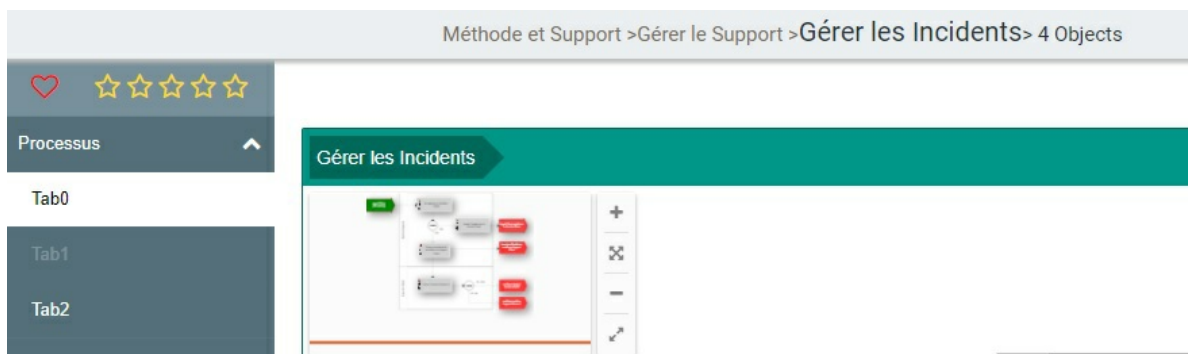 Méthode et Support >Gérer le Support >Gérer les Incidents> 4 Objects
Processus
Tab0
Tab1
Tab2
Gérer les Incidents